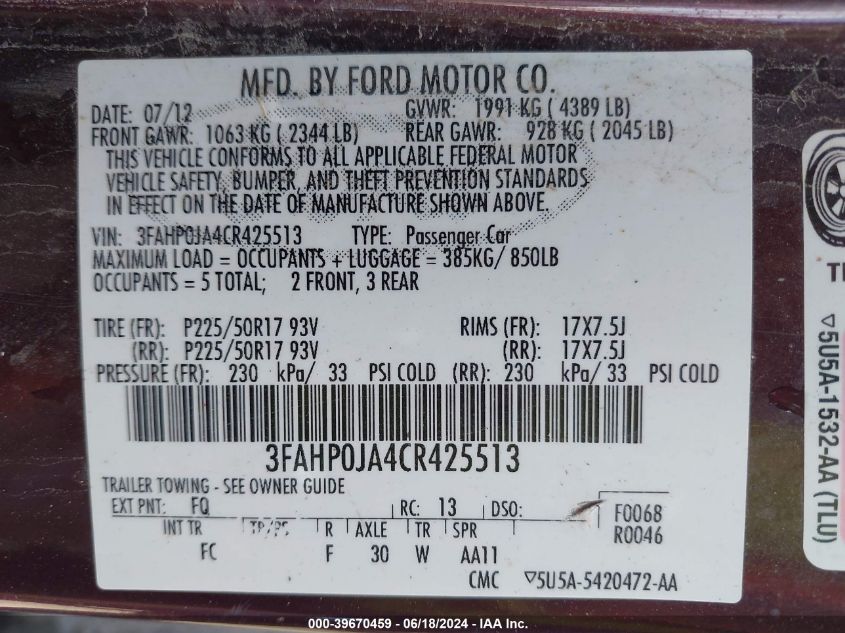 MFD. BY FORD MOTOR CO.
DATE: 07/12 GVWR: 1991 KG ( 4389 LB)
FRONT GAWR: 1063 KG ( 2344 LB) REAR GAWR: 928 KG ( 2045 LB)
THIS VEHICLE CONFORMS TO ALL APPLICABLE FEDERAL MOTOR
VEHICLE SAFETY, BUMPER, AND THEFT PREVENTION STANDARDS
IN EFFECT ON THE DATE OF MANUFACTURE SHOWN ABOVE.
VIN: 3FAHP0JA4CR425513 TYPE: Passenger Car
MAXIMUM LOAD = OCCUPANTS + LUGGAGE = 385KG/ 850LB
OCCUPANTS = 5 TOTAL; 2 FRONT, 3 REAR
TIRE (FR): P225/50R17 93V RIMS (FR): 17X7.5J
(RR): P225/50R17 93V (RR): 17X7.5J
PRESSURE (FR): 230 kPa/ 33 PSI COLD (RR): 230 kPa/ 33 PSI COLD
3FAHP0JA4CR425513
TRAILER TOWING - SEE OWNER GUIDE
EXT PNT: FQ RC: 13 DSO: F0068
INT TR TP/PS R AXLE TR SPR R0046
FC F 30 W AA11
CMC ▽5U5A-5420472-AA
▽5U5A-1532-AA (TLU)
000-39670459 - 06/18/2024 - IAA Inc.